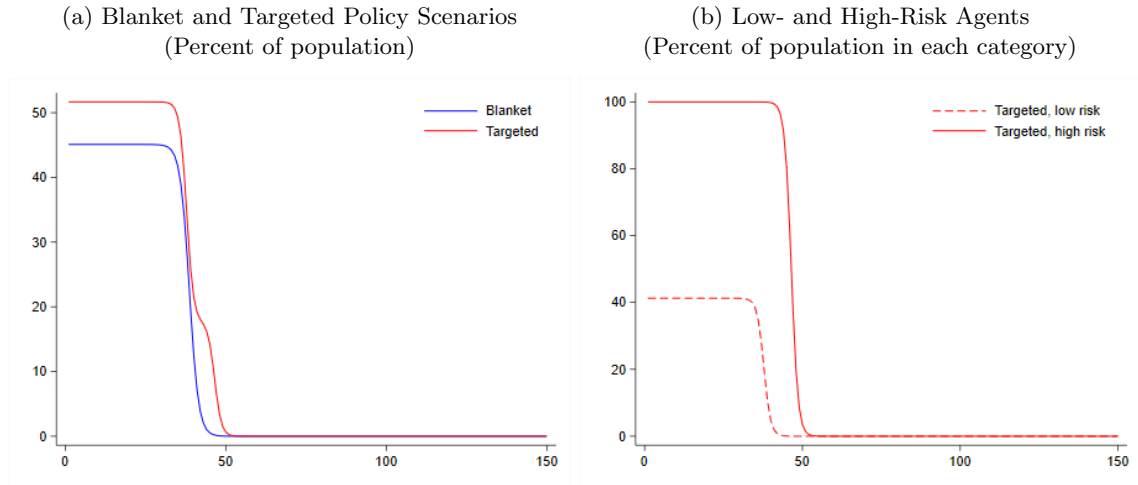 (a) Blanket and Targeted Policy Scenarios
(Percent of population)
50
40
30
20
10
0
0 50 100 150
Blanket
Targeted
(b) Low- and High-Risk Agents
(Percent of population in each category)
100
80
60
40
20
0
0 50 100 150
Targeted, low risk
Targeted, high risk